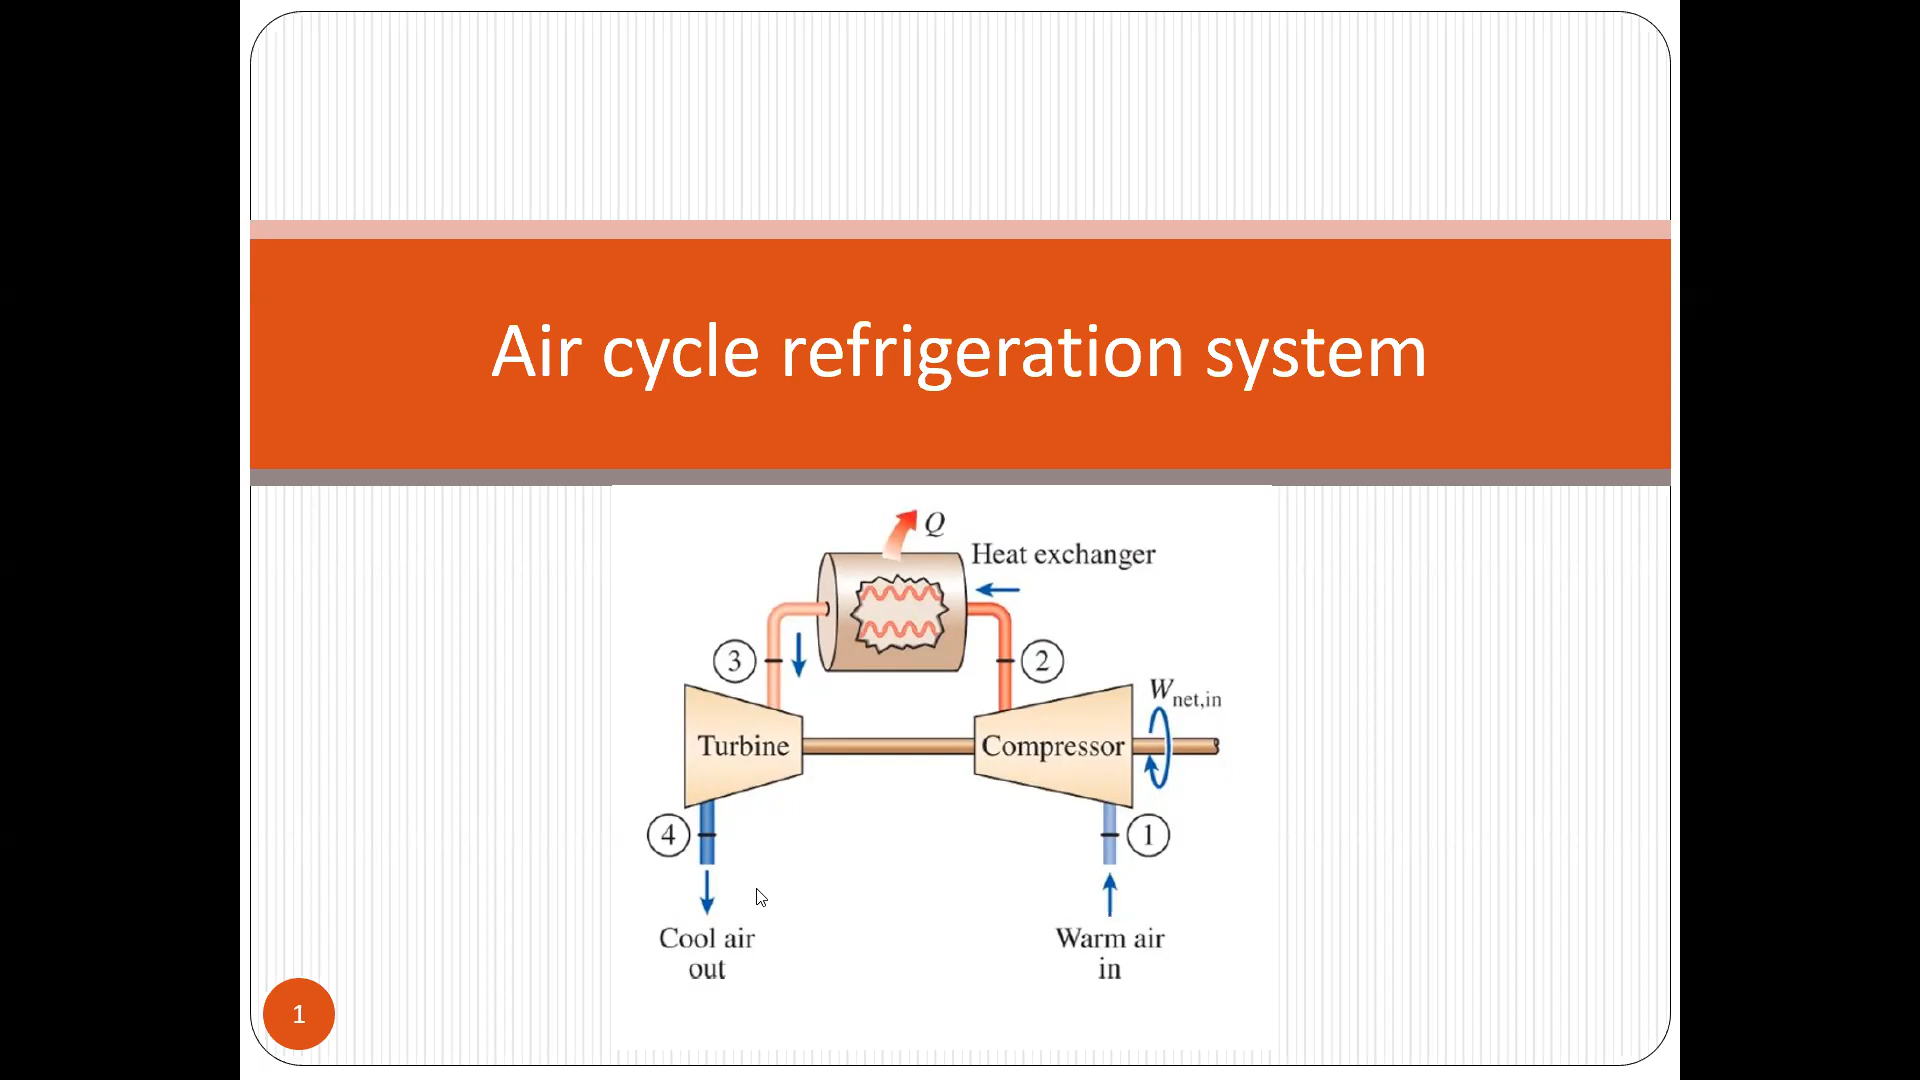 Air cycle refrigeration system
Q
Heat exchanger
3
2
W net,in
Turbine
Compressor
4
1
Cool air
out
Warm air
in
1